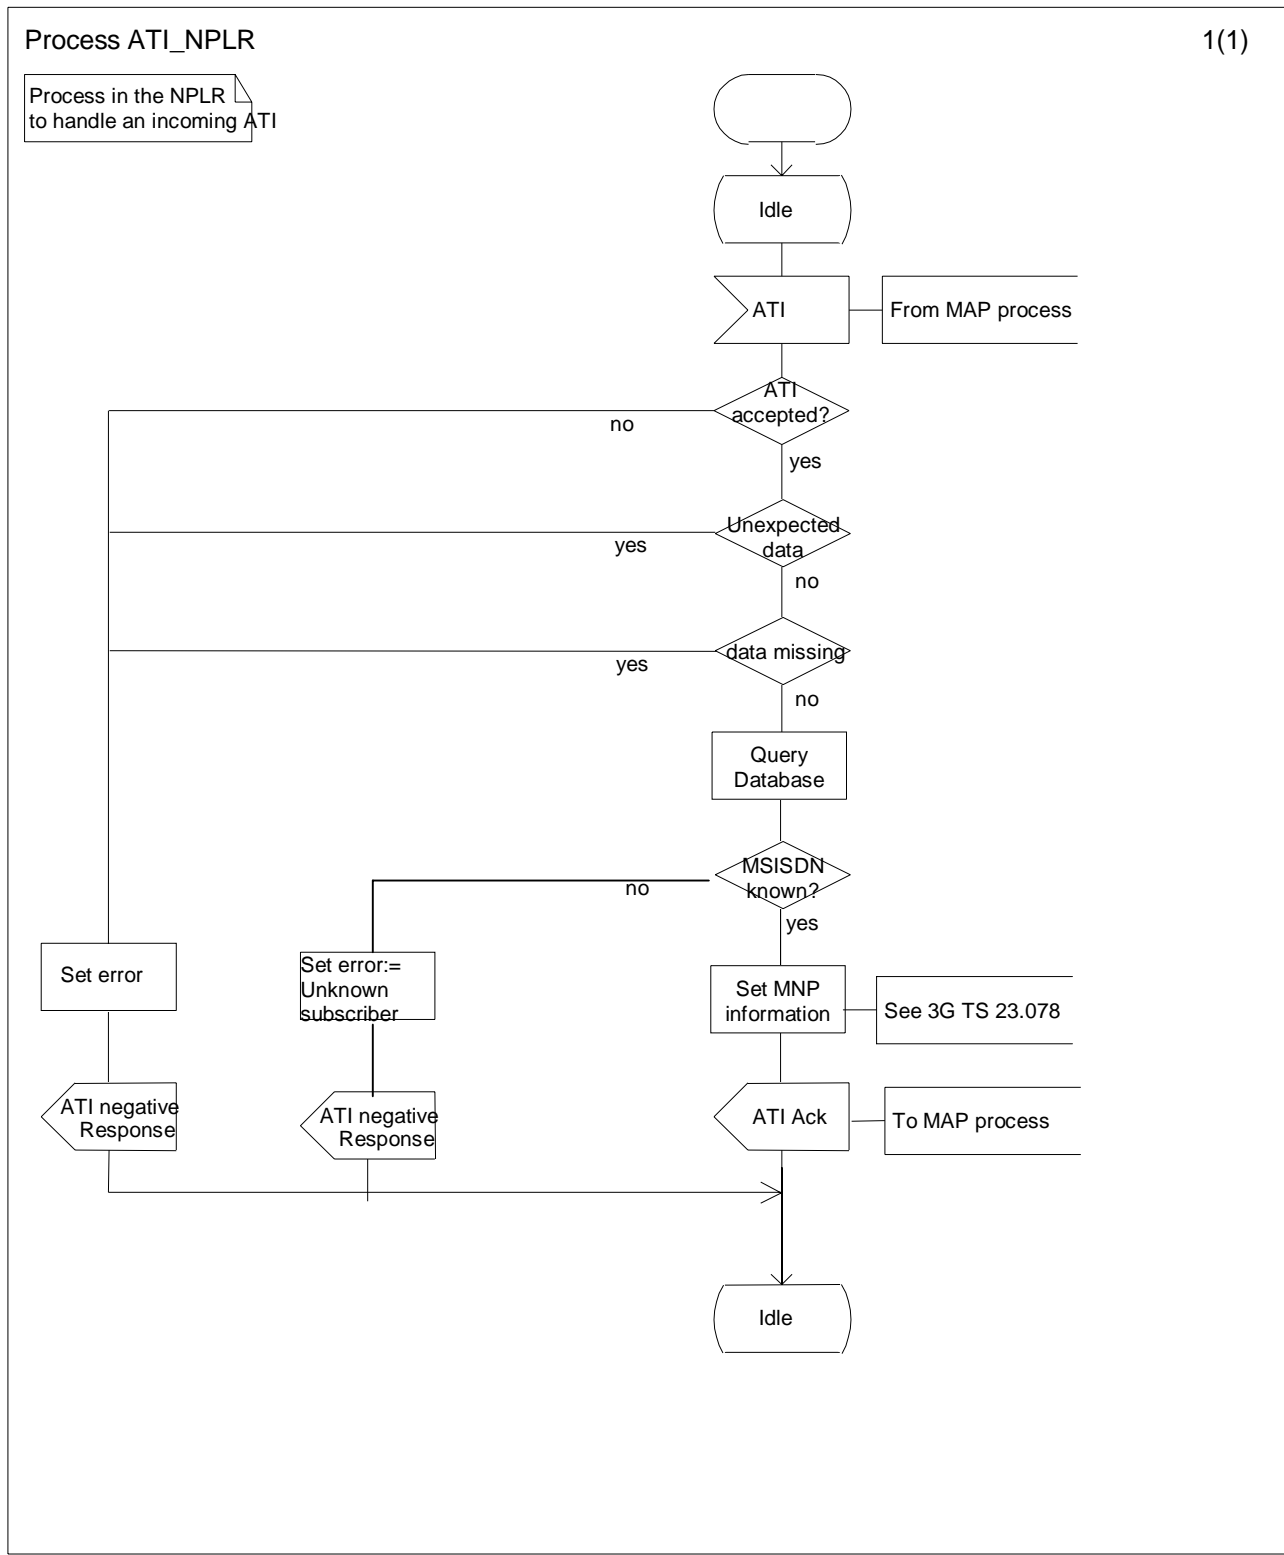 Process ATI_NPLR
1(1)
Process in the NPLR
to handle an incoming ATI
Idle
ATI
From MAP process
ATI
accepted?
no
yes
Unexpected
data
yes
no
data missing
yes
no
Query
Database
MSISDN
known?
no
yes
Set error
Set error:=
Unknown
subscriber
Set MNP
information
See 3G TS 23.078
ATI negative
Response
ATI negative
Response
ATI Ack
To MAP process
Idle